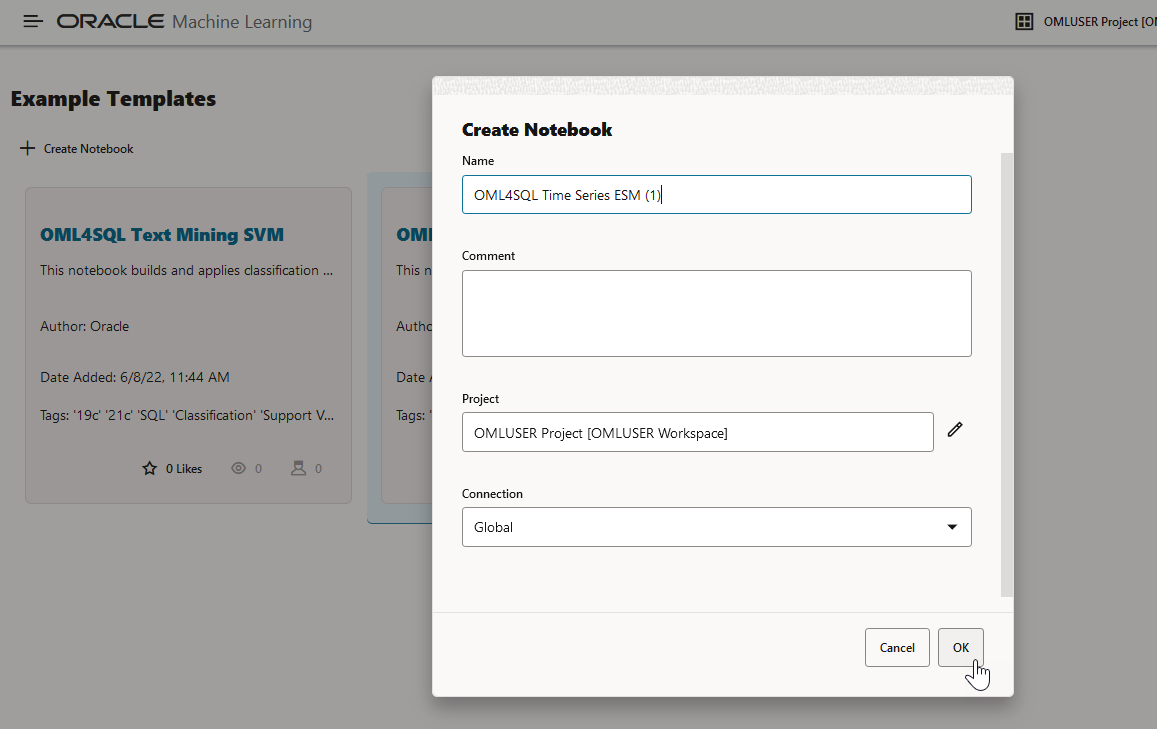 ORACLE Machine Learning
OMLUSER Project [O
Example Templates
Create Notebook
OML4SQL Text Mining SVM
This notebook builds and applies classification ...
Author: Oracle
Date Added: 6/8/22, 11:44 AM
Tags: '19c' '21c' 'SQL' 'Classification' 'Support V...
0 Likes
0
0
OML
This n
Autho
Date
Tags: '
Create Notebook
Name
OML4SQL Time Series ESM (1)
Comment
Project
OMLUSER Project [OMLUSER Workspace]
Connection
Global
Cancel
OK